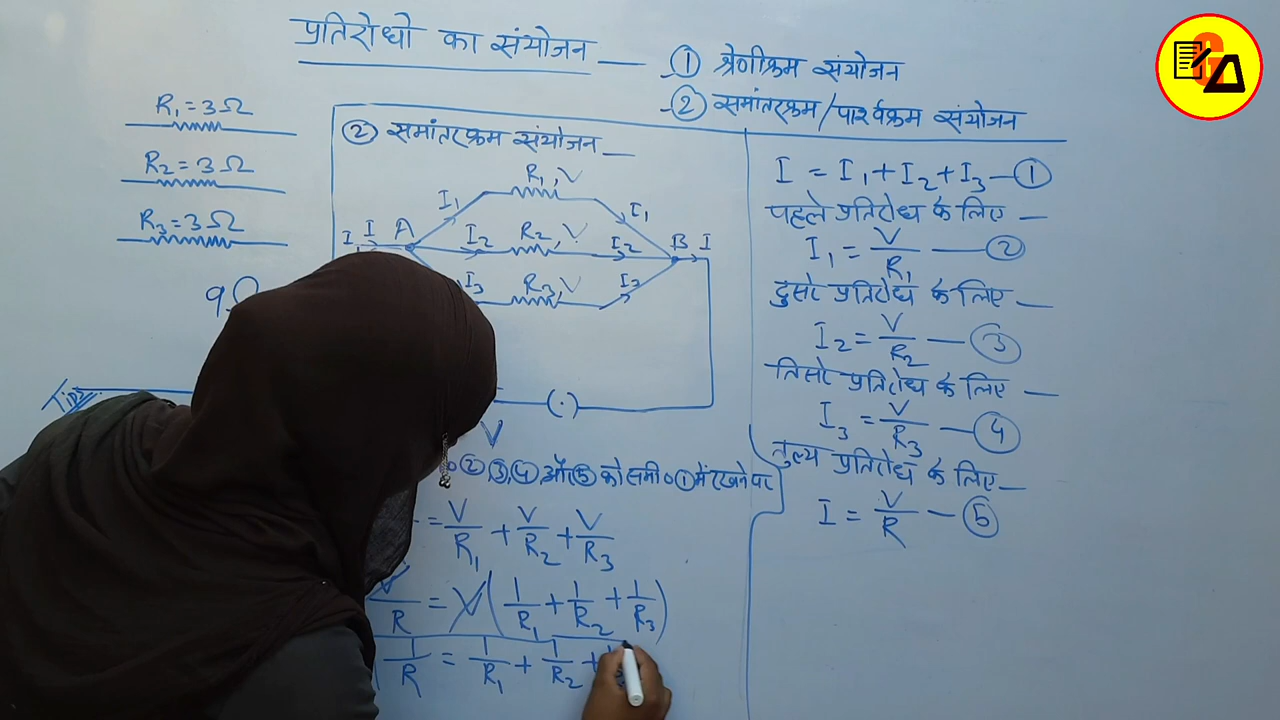 प्रतिरोधो का संयोजन —
① श्रेणीक्रम संयोजन
② समांतरक्रम/पार्श्वक्रम संयोजन
R₁ = 3Ω
R₂ = 3Ω
R₃ = 3Ω
9Ω
② समांतरक्रम संयोजन —
R₁, V
I₁ I₁
I I A I₂ R₂, V I₂ B I
I₃ R₃, V I₃
V
② ③, ④, और ⑤ को समी० ① में रखने पर
= V/R₁ + V/R₂ + V/R₃
V/R = V(1/R₁ + 1/R₂ + 1/R₃)
1/R = 1/R₁ + 1/R₂ +
I = I₁ + I₂ + I₃ — ①
पहले प्रतिरोध के लिए —
I₁ = V/R₁ — ②
दुसरे प्रतिरोध के लिए —
I₂ = V/R₂ — ③
तिसरे प्रतिरोध के लिए —
I₃ = V/R₃ — ④
तुल्य प्रतिरोध के लिए —
I = V/R — ⑤